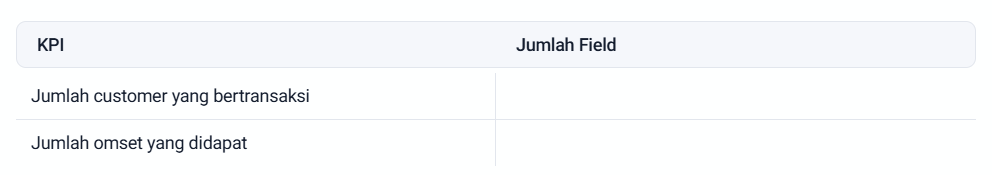 KPI Jumlah Field
Jumlah customer yang bertransaksi
Jumlah omset yang didapat